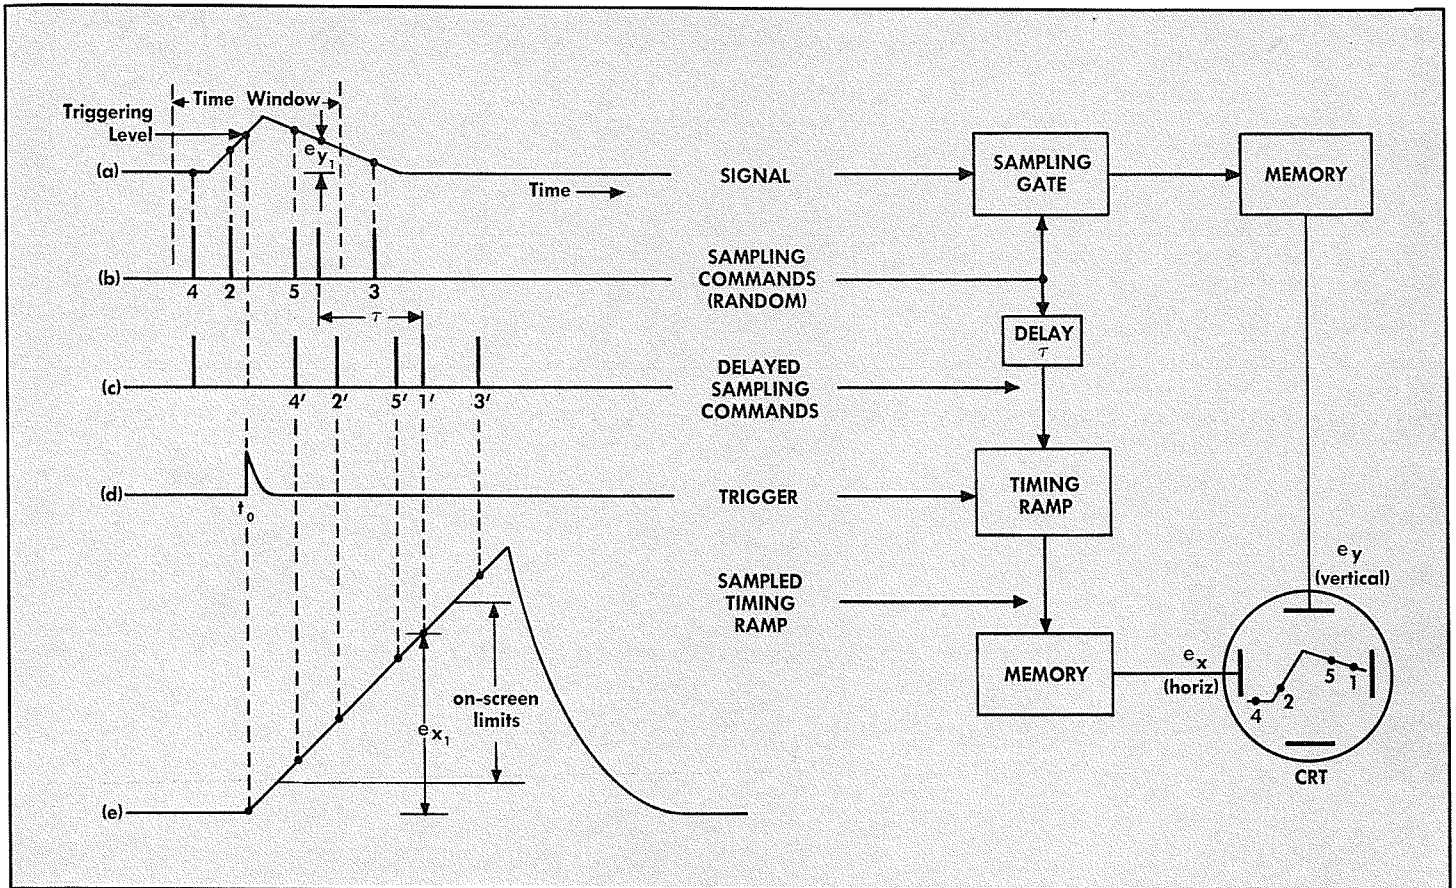 Time Window
Triggering
Level
(a)
e y₁
Time
SIGNAL
SAMPLING
GATE
MEMORY
(b)
4 2 5 1 3
SAMPLING
COMMANDS
(RANDOM)
τ
DELAY
τ
(c)
4′ 2′ 5′ 1′ 3′
DELAYED
SAMPLING
COMMANDS
(d)
t₀
TRIGGER
TIMING
RAMP
(e)
on-screen
limits
e x₁
SAMPLED
TIMING
RAMP
MEMORY
e x
(horiz)
e y
(vertical)
4 2 5 1
CRT